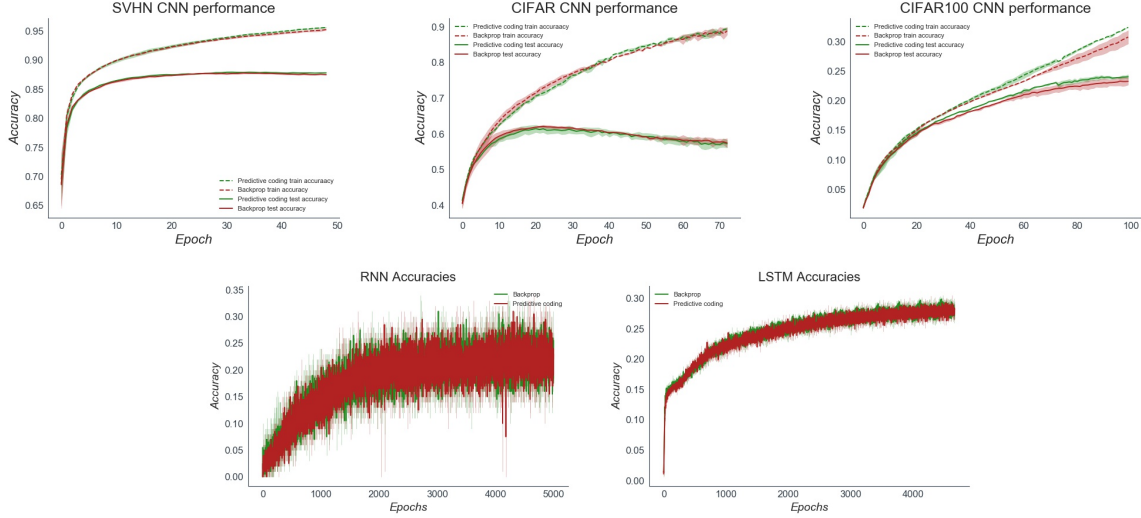 SVHN CNN performance
0.95
0.90
0.85
0.80
0.75
0.70
0.65
Accuracy
Predictive coding train accuraacy
Backprop train accuracy
Predictive coding test accuracy
Backprop test accuracy
0 10 20 30 40 50
Epoch
CIFAR CNN performance
Predictive coding train accuraacy
Backprop train accuracy
Predictive coding test accuracy
Backprop test accuracy
0.9
0.8
0.7
0.6
0.5
0.4
Accuracy
0 10 20 30 40 50 60 70
Epoch
CIFAR100 CNN performance
Predictive coding train accuraacy
Backprop train accuracy
Predictive coding test accuracy
Backprop test accuracy
0.30
0.25
0.20
0.15
0.10
0.05
Accuracy
0 20 40 60 80 100
Epoch
RNN Accuracies
Backprop
Predictive coding
0.35
0.30
0.25
0.20
0.15
0.10
0.05
0.00
Accuracy
0 1000 2000 3000 4000 5000
Epochs
LSTM Accuracies
Backprop
Predictive coding
0.30
0.25
0.20
0.15
0.10
0.05
0.00
Accuracy
0 1000 2000 3000 4000
Epochs